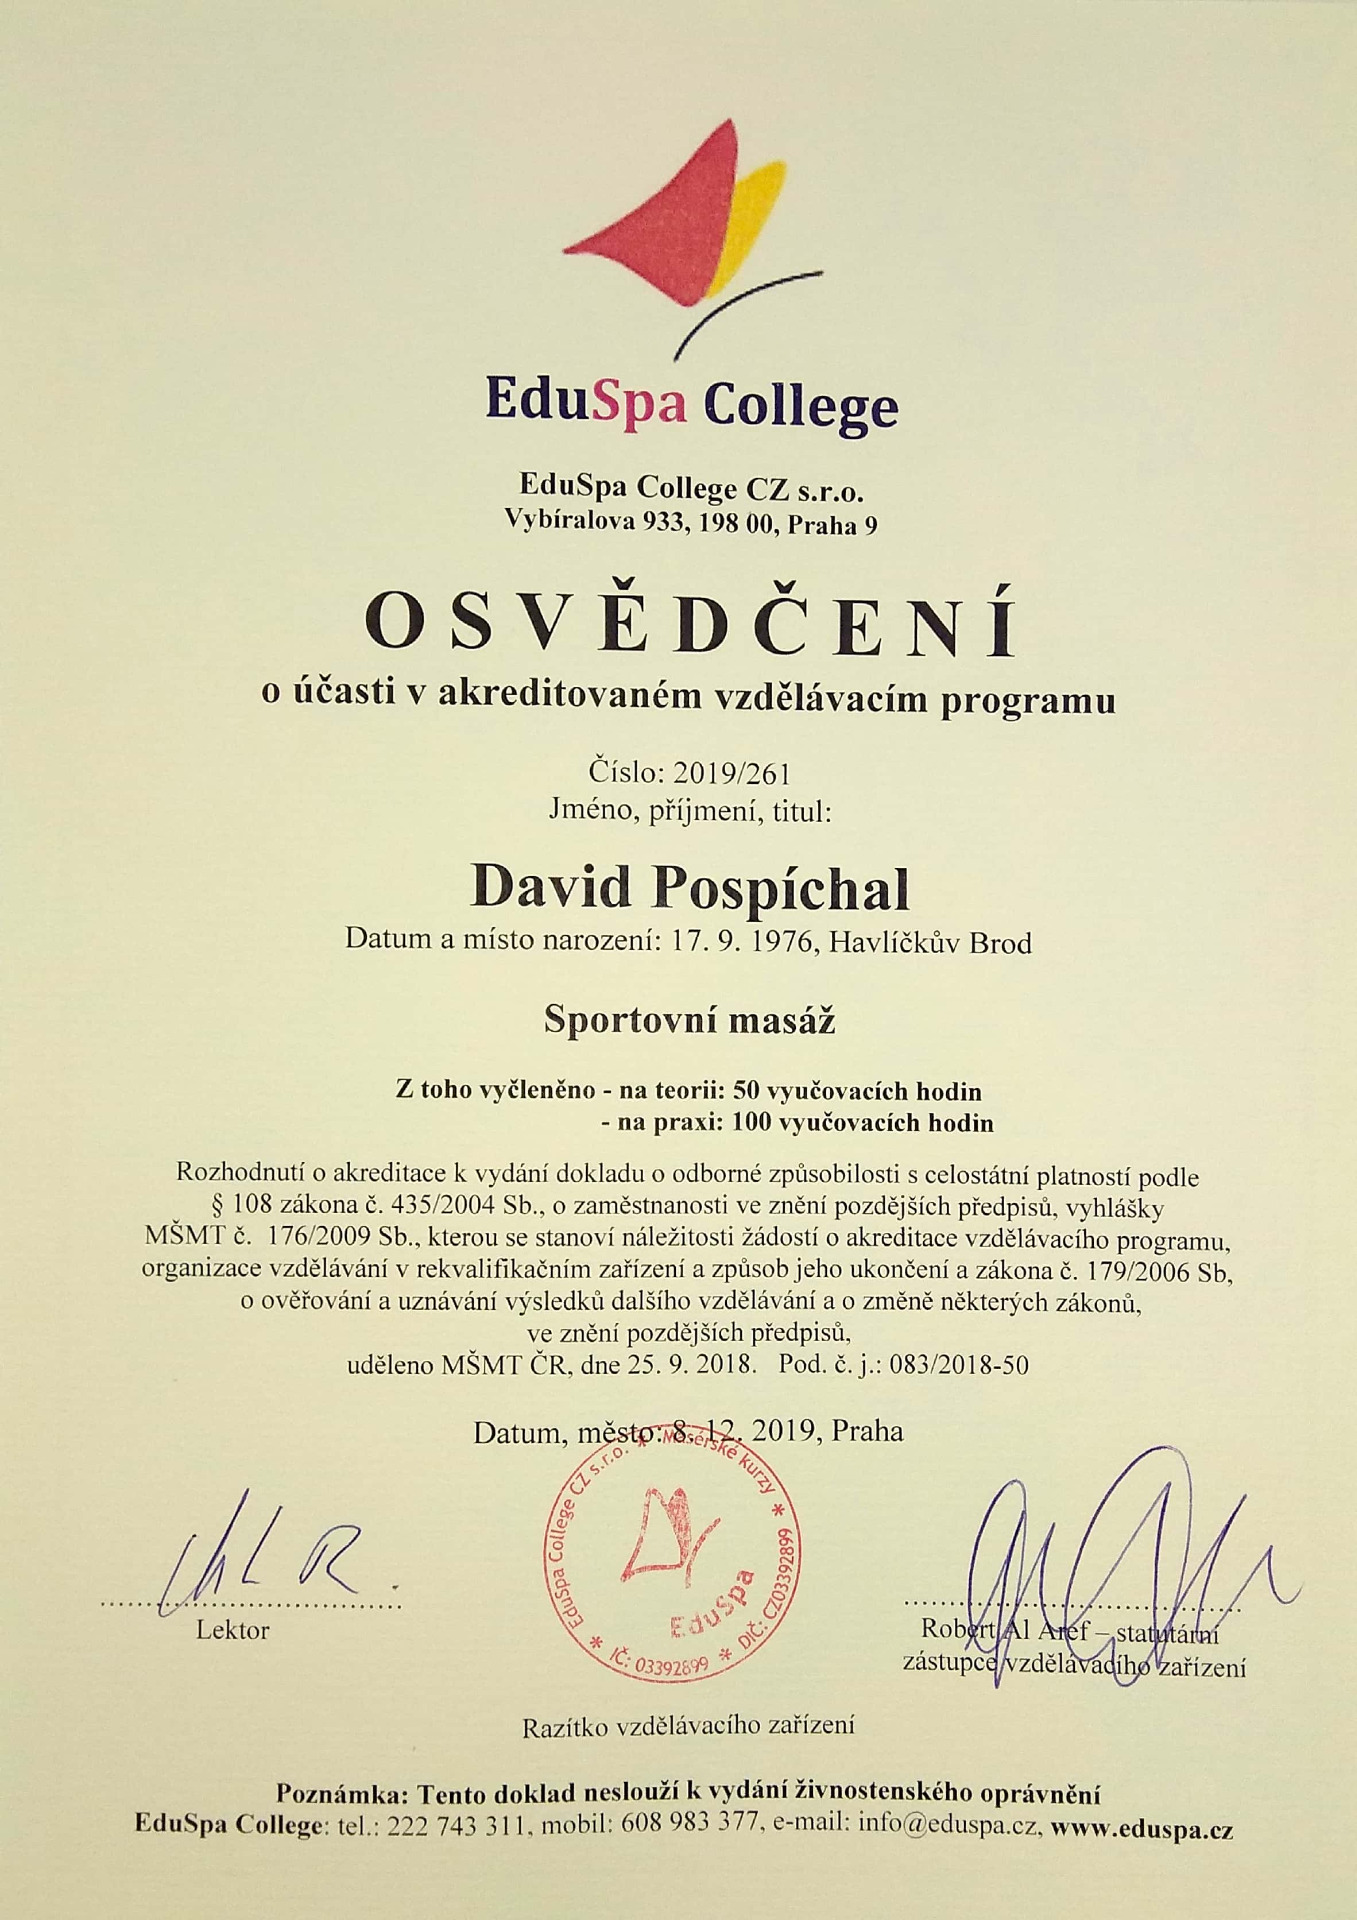 EduSpa College
EduSpa College CZ s.r.o.
Vybíralova 933, 198 00, Praha 9
OSVĚDČENÍ
o účasti v akreditovaném vzdělávacím programu
Číslo: 2019/261
Jméno, příjmení, titul:
David Pospíchal
Datum a místo narození: 17. 9. 1976, Havlíčkův Brod
Sportovní masáž
Z toho vyčleněno - na teorii: 50 vyučovacích hodin
- na praxi: 100 vyučovacích hodin
Rozhodnutí o akreditace k vydání dokladu o odborné způsobilosti s celostátní platností podle
§ 108 zákona č. 435/2004 Sb., o zaměstnanosti ve znění pozdějších předpisů, vyhlášky
MŠMT č. 176/2009 Sb., kterou se stanoví náležitosti žádostí o akreditace vzdělávacího programu,
organizace vzdělávání v rekvalifikačním zařízení a způsob jeho ukončení a zákona č. 179/2006 Sb,
o ověřování a uznávání výsledků dalšího vzdělávání a o změně některých zákonů,
ve znění pozdějších předpisů,
uděleno MŠMT ČR, dne 25. 9. 2018. Pod. č. j.: 083/2018-50
Datum, město: 8. 12. 2019, Praha
EduSpa College CZ s.r.o. * Masérské kurzy * DIČ: CZ03392899 * IČ: 03392899 *
EduSpa
Lektor
Robert Al Aref – statutární
zástupce vzdělávacího zařízení
Razítko vzdělávacího zařízení
Poznámka: Tento doklad neslouží k vydání živnostenského oprávnění
EduSpa College: tel.: 222 743 311, mobil: 608 983 377, e-mail: info@eduspa.cz, www.eduspa.cz